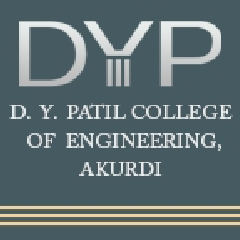 DYP
D. Y. PATIL COLLEGE
OF ENGINEERING,
AKURDI